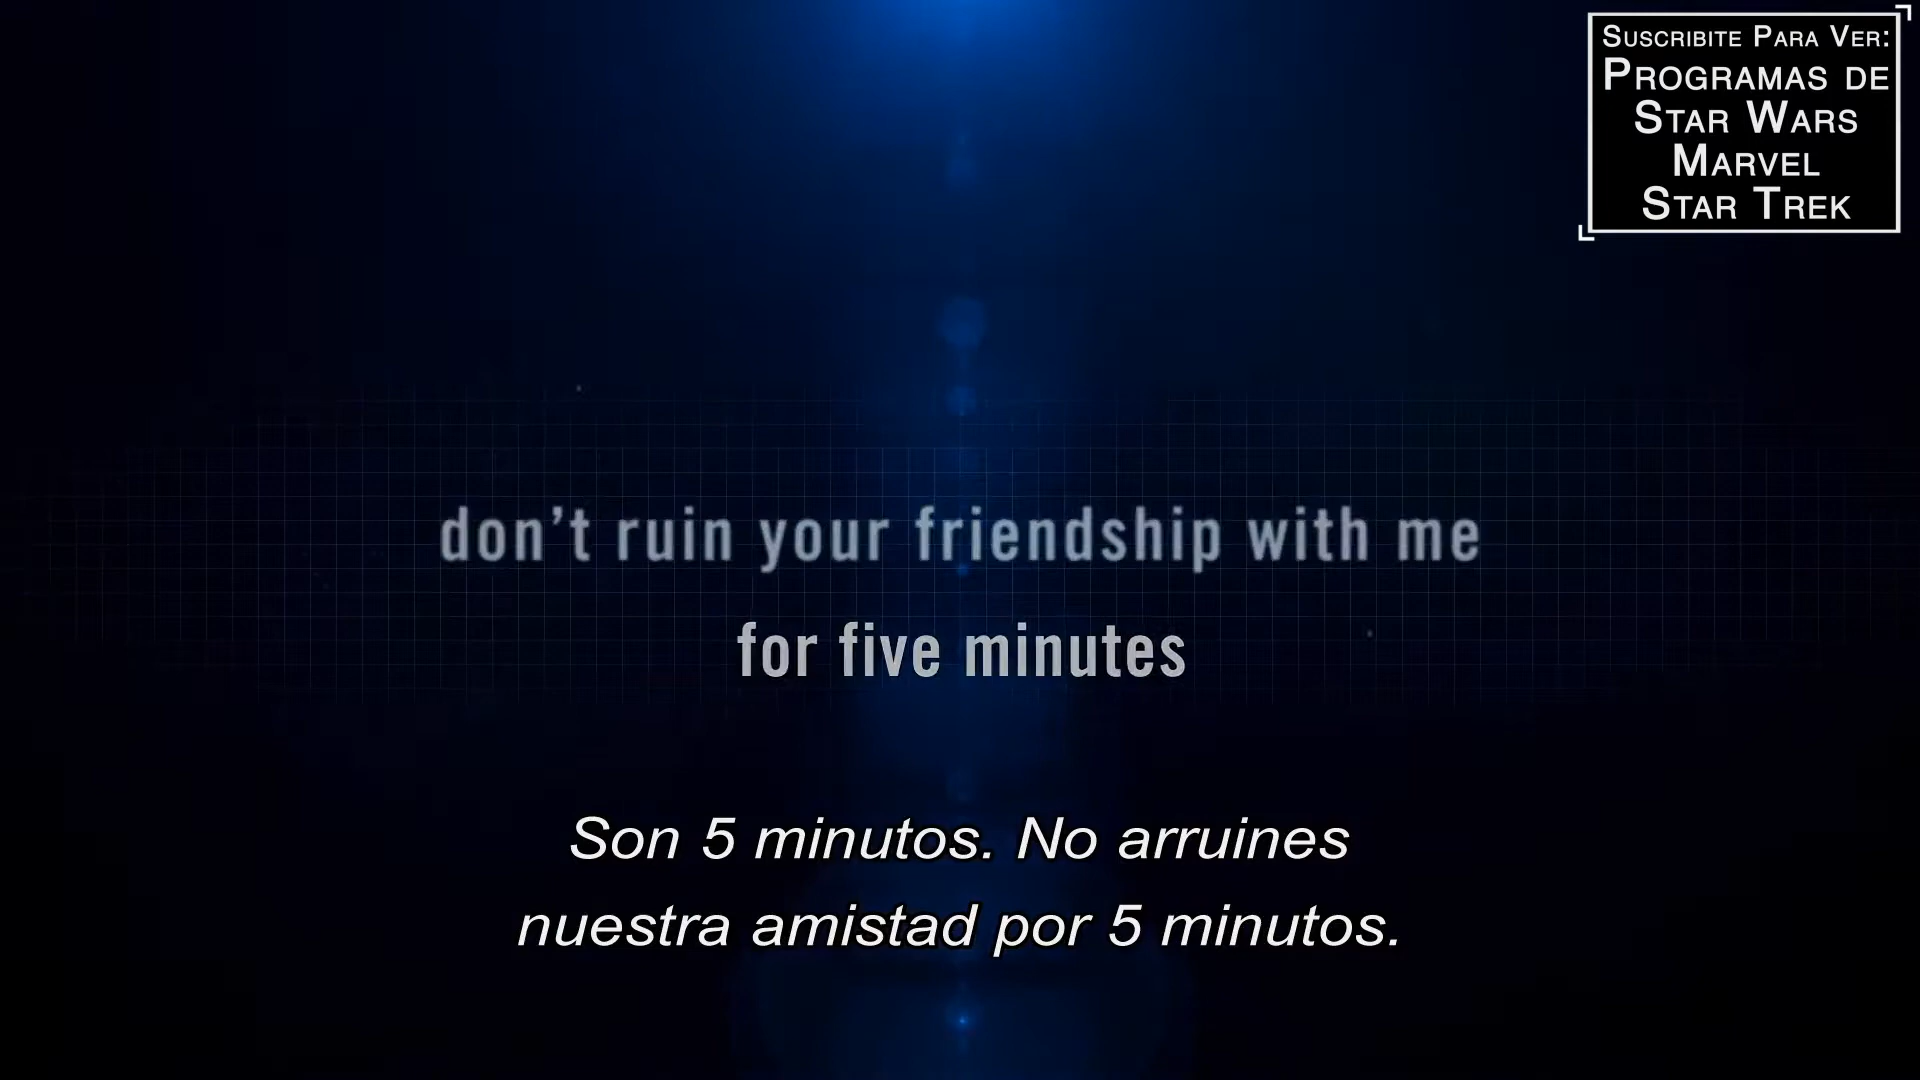 Suscribite Para Ver:
Programas de
Star Wars
Marvel
Star Trek
don’t ruin your friendship with me
for five minutes
Son 5 minutos. No arruines
nuestra amistad por 5 minutos.